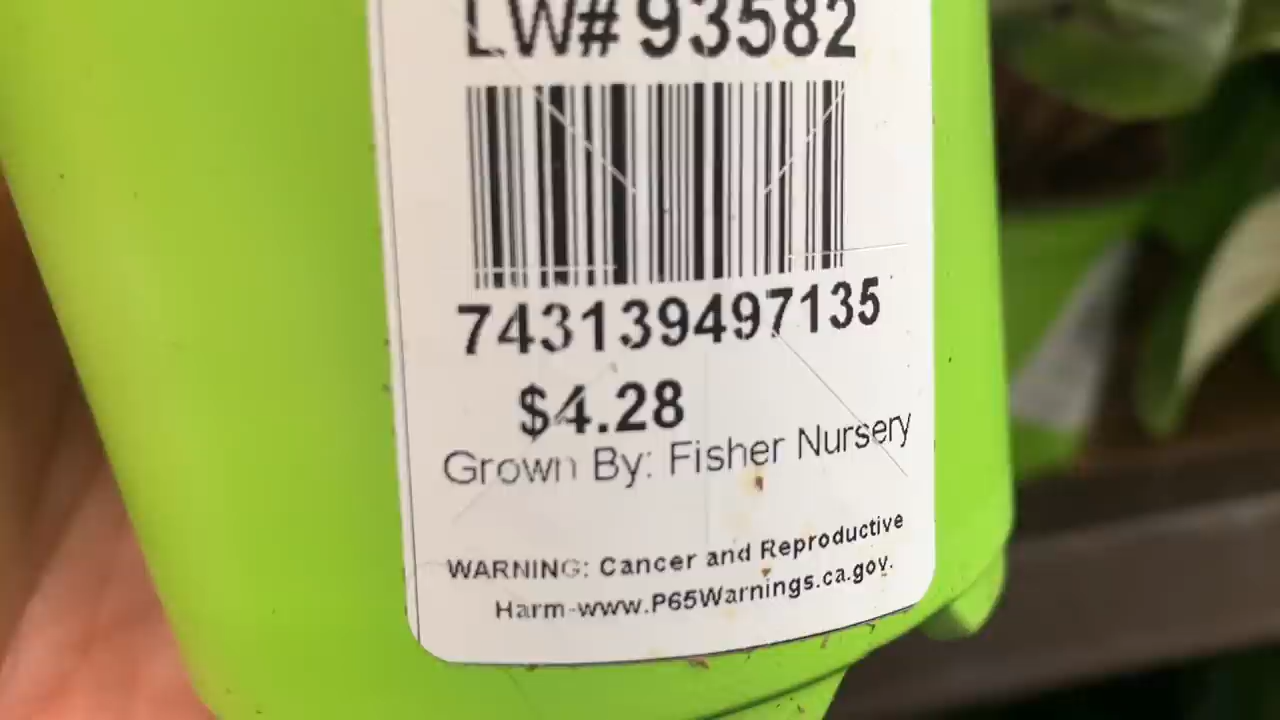 LW# 93582
743139497135
$4.28
Grown By: Fisher Nursery
WARNING: Cancer and Reproductive
Harm-www.P65Warnings.ca.gov.